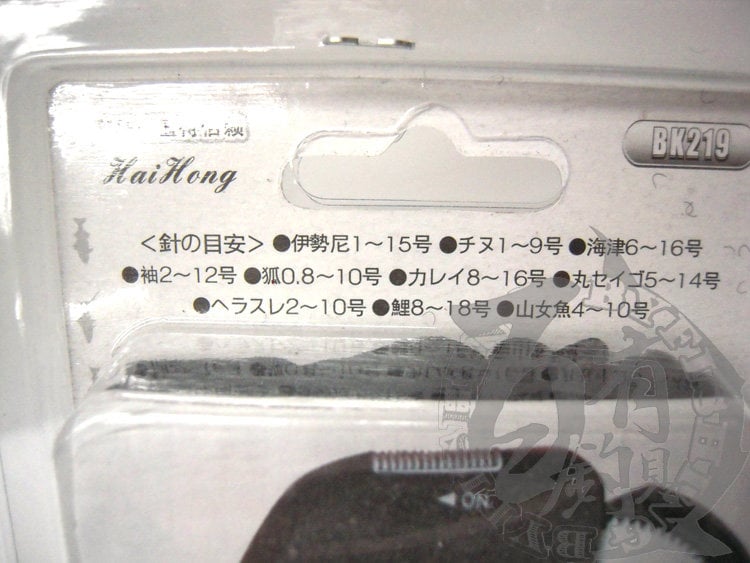 HaiHong
BK219
<針の目安> ●伊勢尼1〜15号 ●チヌ1〜9号 ●海津6〜16号
●袖2〜12号 ●狐0.8〜10号 ●カレイ8〜16号 ●丸セイゴ5〜14号
●ヘラスレ2〜10号 ●鯉8〜18号 ●山女魚4〜10号
◀ON